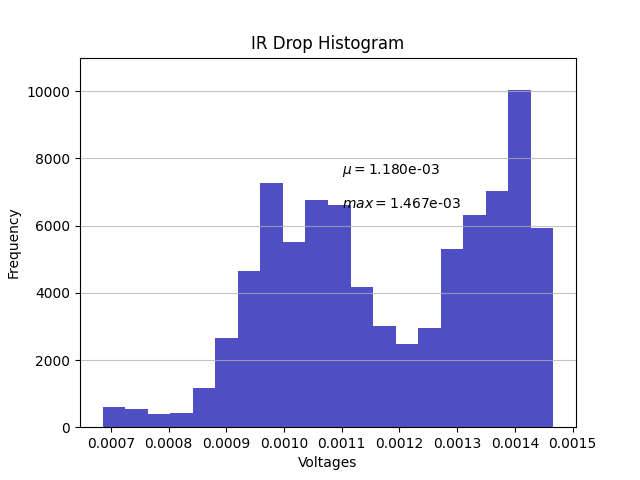 IR Drop Histogram
10000
8000
6000
4000
2000
0
Frequency
μ = 1.180e-03
max = 1.467e-03
0.0007 0.0008 0.0009 0.0010 0.0011 0.0012 0.0013 0.0014 0.0015
Voltages